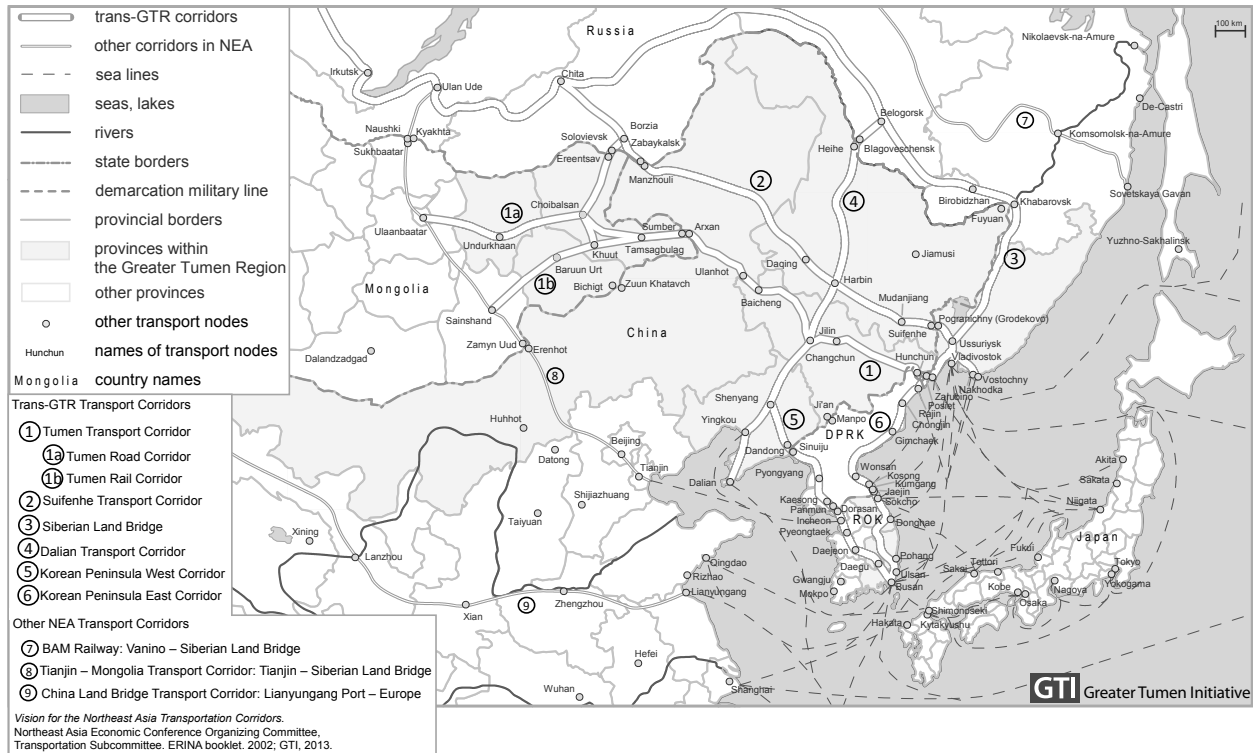 trans-GTR corridors
other corridors in NEA
sea lines
seas, lakes
rivers
state borders
demarcation military line
provincial borders
provinces within
the Greater Tumen Region
other provinces
other transport nodes
Hunchun
names of transport nodes
Mongolia
country names
Trans-GTR Transport Corridors
1 Tumen Transport Corridor
1a Tumen Road Corridor
1b Tumen Rail Corridor
2 Suifenhe Transport Corridor
3 Siberian Land Bridge
4 Dalian Transport Corridor
5 Korean Peninsula West Corridor
6 Korean Peninsula East Corridor
Other NEA Transport Corridors
7 BAM Railway: Vanino – Siberian Land Bridge
8 Tianjin – Mongolia Transport Corridor: Tianjin – Siberian Land Bridge
9 China Land Bridge Transport Corridor: Lianyungang Port – Europe
Vision for the Northeast Asia Transportation Corridors.
Northeast Asia Economic Conference Organizing Committee,
Transportation Subcommittee. ERINA booklet. 2002; GTI, 2013.
100 km
Russia
Nikolaevsk-na-Amure
Irkutsk
Chita
Ulan Ude
De-Castri
Belogorsk
7
Naushki
Kyakhta
Sukhbaatar
Borzia
Solovievsk
Zabaykalsk
Ereentsav
Manzhouli
Heihe
Blagoveschensk
Komsomolsk-na-Amure
2
4
Birobidzhan
Sovetskaya Gavan
Khabarovsk
Fuyuan
Choibalsan
1a
Ulaanbaatar
Undurkhaan
Sumber
Arxan
Khuut
Tamsagbulag
Yuzhno-Sakhalinsk
3
Jiamusi
Daqing
Baruun Urt
1b
Bichigt
Zuun Khatavch
Ulanhot
Harbin
Mongolia
Baicheng
Mudanjiang
Sainshand
China
Jilin
Suifenhe
Pogranichny (Grodekovo)
Zamyn Uud
Erenhot
Dalandzadgad
Changchun
Ussuriysk
Hunchun
Vladivostok
8
1
Vostochny
Nakhodka
Zarubino
Posiet
Rajin
Chongjin
Shenyang
Ji'an
Manpo
5
6
Yingkou
DPRK
Gimchaek
Huhhot
Beijing
Datong
Dandong
Sinuiju
Tianjin
Dalian
Pyongyang
Wonsan
Kosong
Kumgang
Jaejin
Sokcho
Akita
Sakata
Niigata
Shijiazhuang
Taiyuan
Kaesong
Panmun
Dorasan
Incheon
ROK
Donghae
Pyeongtaek
Xining
Lanzhou
Japan
Daejeon
Pohang
Daegu
Ulsan
Busan
Fukui
Tottori
Sakai
Tokyo
Yokogama
Qingdao
Rizhao
Lianyungang
Gwangju
Mokpo
Kobe
Osaka
Nagoya
Xian
9
Zhengzhou
Shimonoseki
Hakata
Kytakyushu
Hefei
Wuhan
Shanghai
GTI Greater Tumen Initiative